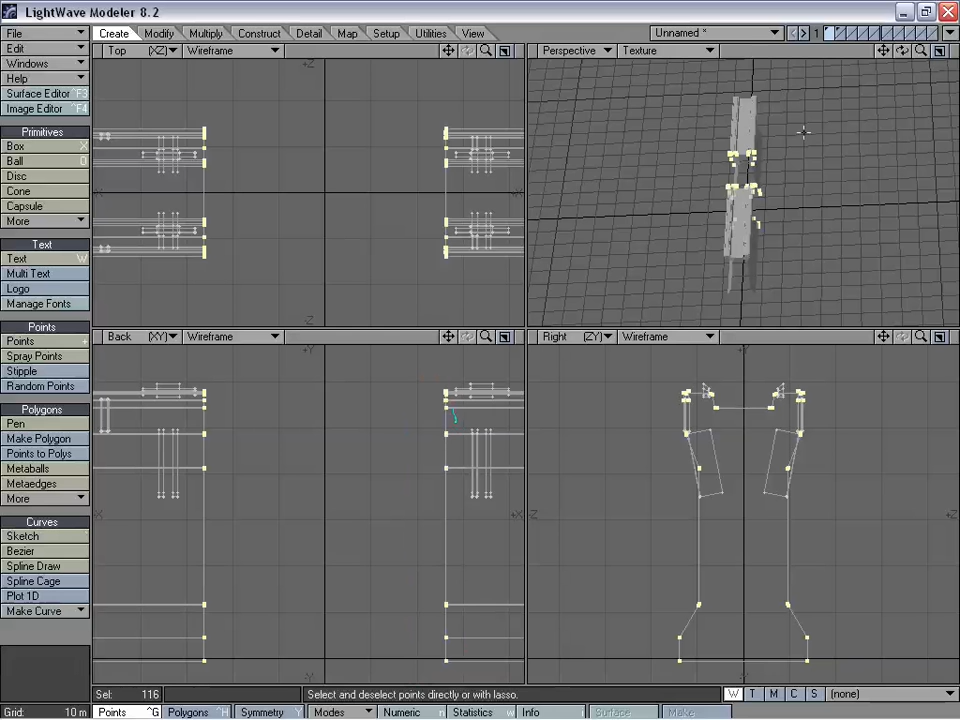 LightWave Modeler 8.2
File
Create Modify Multiply Construct Detail Map Setup Utilities View
Unnamed *
1
Edit
Top (XZ) Wireframe
Perspective Texture
Windows
Help
Surface Editor ^F3
Image Editor ^F4
Primitives
Box X
Ball O
Disc
Cone
Capsule
More
Text
Text W
Multi Text
Logo
Manage Fonts
Points
Back (XY) Wireframe
Right (ZY) Wireframe
Points +
Spray Points
Stipple
Random Points
Polygons
Pen
Make Polygon
Points to Polys
Metaballs
Metaedges
More
Curves
Sketch
Bezier
Spline Draw
Spline Cage
Plot 1D
Make Curve
Sel: 116
Select and deselect points directly or with lasso.
W T M C S (none)
Grid: 10 m
Points ^G
Polygons ^H
Symmetry Y
Modes
Numeric n
Statistics w
Info i
Surface q
Make